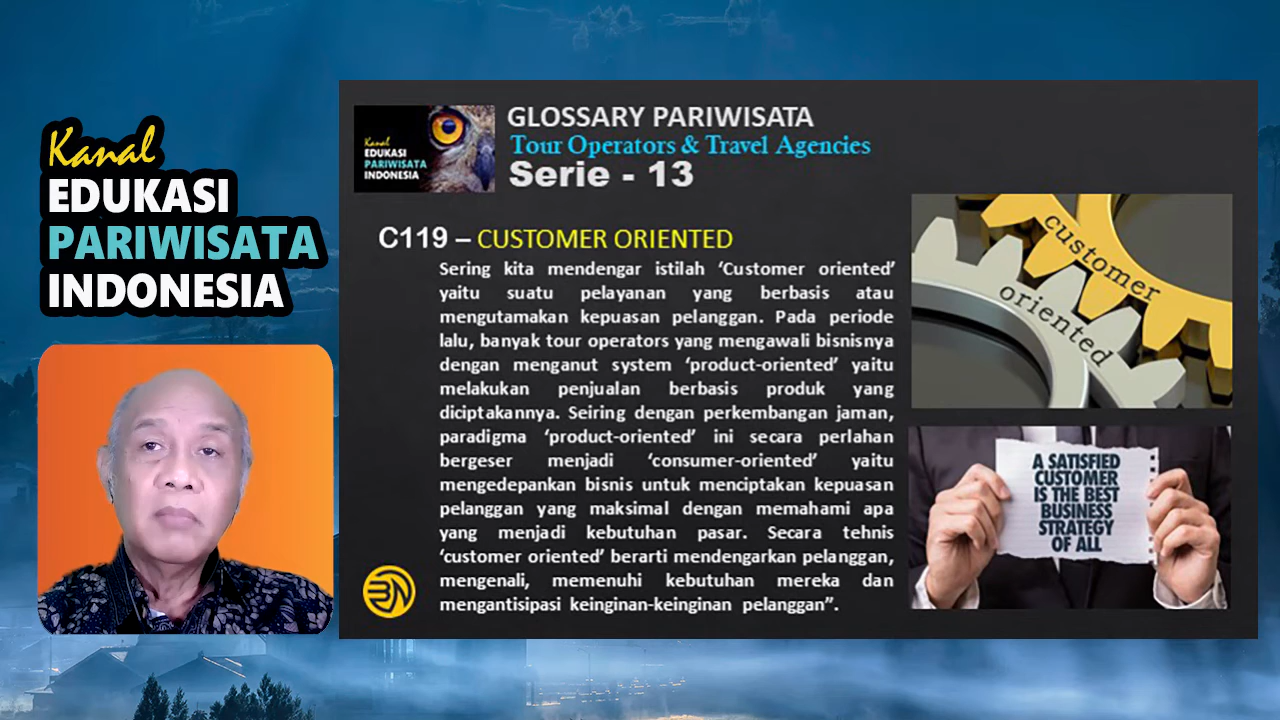 Kanal
EDUKASI
PARIWISATA
INDONESIA
Kanal
EDUKASI
PARIWISATA
INDONESIA
GLOSSARY PARIWISATA
Tour Operators & Travel Agencies
Serie - 13
C119 – CUSTOMER ORIENTED
Sering kita mendengar istilah ‘Customer oriented’
yaitu suatu pelayanan yang berbasis atau
mengutamakan kepuasan pelanggan. Pada periode
lalu, banyak tour operators yang mengawali bisnisnya
dengan menganut system ‘product-oriented’ yaitu
melakukan penjualan berbasis produk yang
diciptakannya. Seiring dengan perkembangan jaman,
paradigma ‘product-oriented’ ini secara perlahan
bergeser menjadi ‘consumer-oriented’ yaitu
mengedepankan bisnis untuk menciptakan kepuasan
pelanggan yang maksimal dengan memahami apa
yang menjadi kebutuhan pasar. Secara tehnis
‘customer oriented’ berarti mendengarkan pelanggan,
mengenali, memenuhi kebutuhan mereka dan
mengantisipasi keinginan-keinginan pelanggan”.
customer
oriented
A SATISFIED
CUSTOMER
IS THE BEST
BUSINESS
STRATEGY
OF ALL